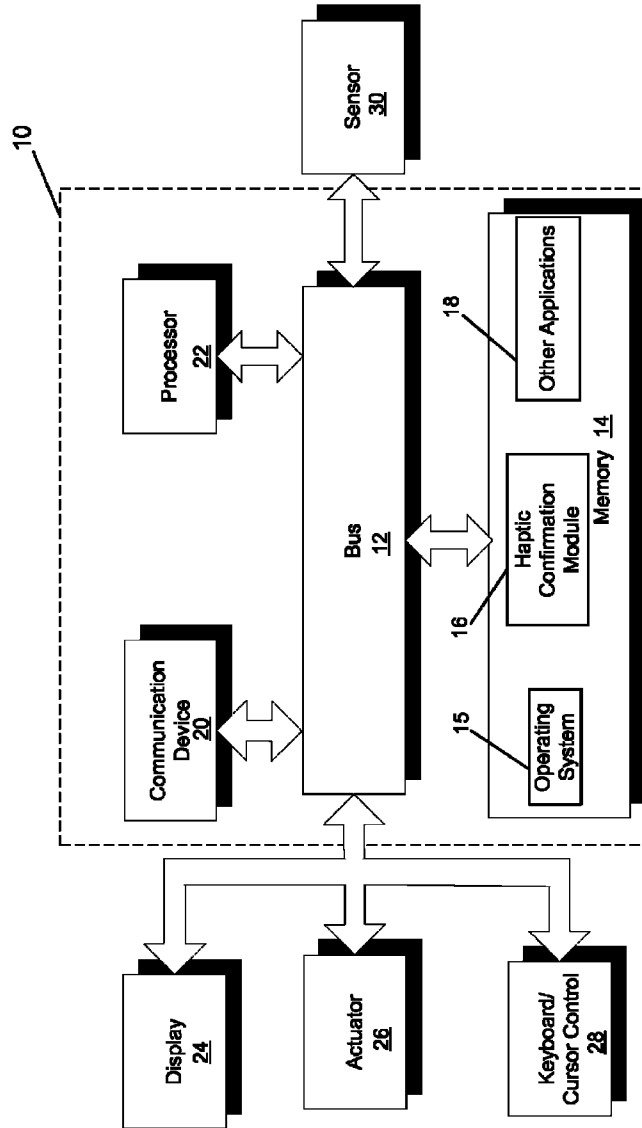 10
Communication
Device
20
Processor
22
Display
24
Actuator
26
Keyboard/
Cursor Control
28
Bus
12
Sensor
30
15
Operating
System
16
Haptic
Confirmation
Module
18
Other Applications
Memory 14